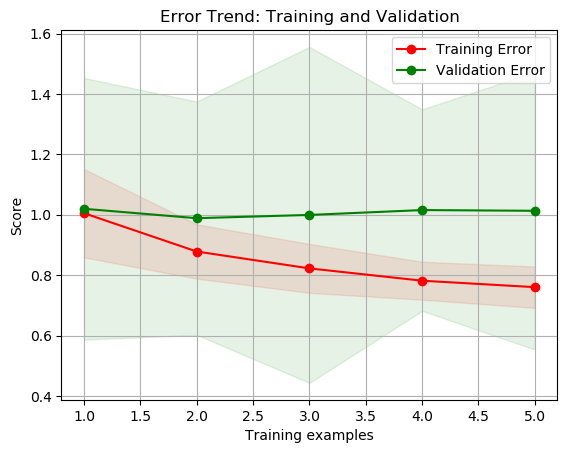 Error Trend: Training and Validation
Training Error
Validation Error
Score
1.6
1.4
1.2
1.0
0.8
0.6
0.4
1.0 1.5 2.0 2.5 3.0 3.5 4.0 4.5 5.0
Training examples